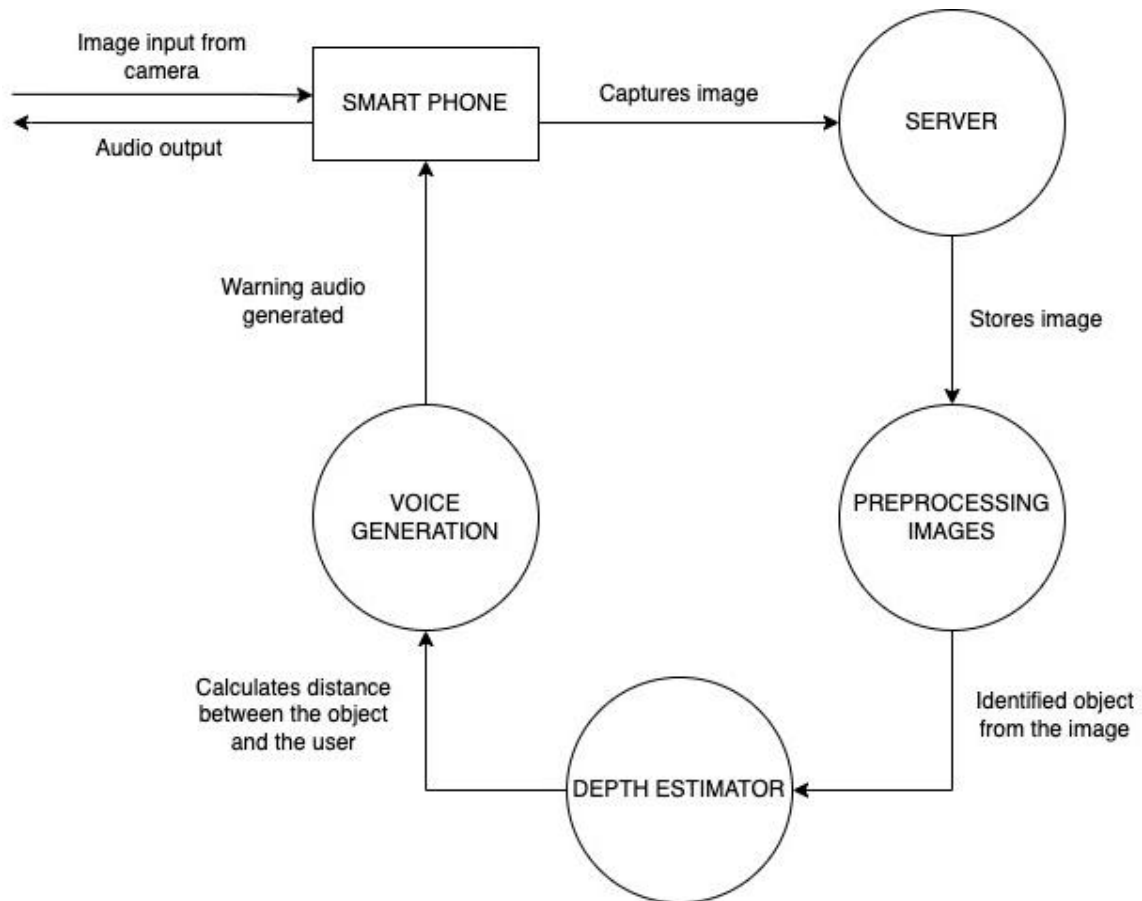 Image input from
camera
SMART PHONE
Captures image
SERVER
Audio output
Warning audio
generated
Stores image
VOICE
GENERATION
PREPROCESSING
IMAGES
Calculates distance
between the object
and the user
Identified object
from the image
DEPTH ESTIMATOR